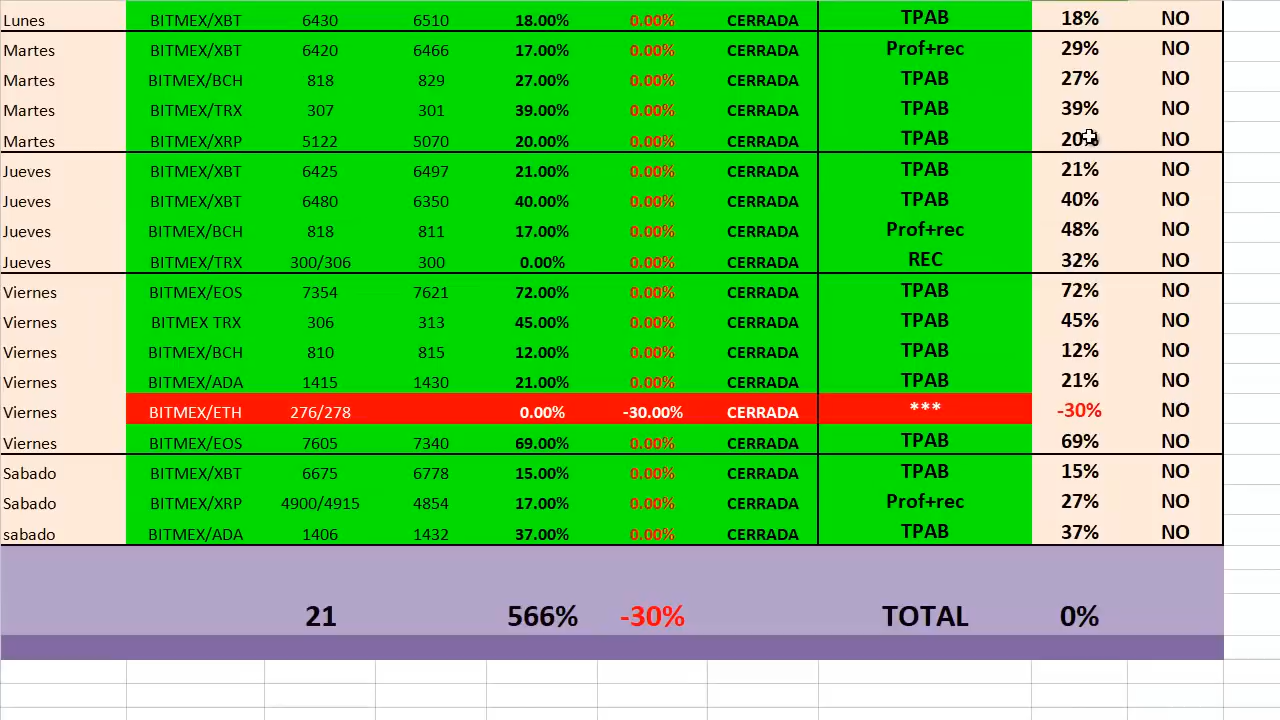 Lunes BITMEX/XBT 6430 6510 18.00% 0.00% CERRADA TPAB 18% NO
Martes BITMEX/XBT 6420 6466 17.00% 0.00% CERRADA Prof+rec 29% NO
Martes BITMEX/BCH 818 829 27.00% 0.00% CERRADA TPAB 27% NO
Martes BITMEX/TRX 307 301 39.00% 0.00% CERRADA TPAB 39% NO
Martes BITMEX/XRP 5122 5070 20.00% 0.00% CERRADA TPAB 20% NO
Jueves BITMEX/XBT 6425 6497 21.00% 0.00% CERRADA TPAB 21% NO
Jueves BITMEX/XBT 6480 6350 40.00% 0.00% CERRADA TPAB 40% NO
Jueves BITMEX/BCH 818 811 17.00% 0.00% CERRADA Prof+rec 48% NO
Jueves BITMEX/TRX 300/306 300 0.00% 0.00% CERRADA REC 32% NO
Viernes BITMEX/EOS 7354 7621 72.00% 0.00% CERRADA TPAB 72% NO
Viernes BITMEX TRX 306 313 45.00% 0.00% CERRADA TPAB 45% NO
Viernes BITMEX/BCH 810 815 12.00% 0.00% CERRADA TPAB 12% NO
Viernes BITMEX/ADA 1415 1430 21.00% 0.00% CERRADA TPAB 21% NO
Viernes BITMEX/ETH 276/278 0.00% -30.00% CERRADA *** -30% NO
Viernes BITMEX/EOS 7605 7340 69.00% 0.00% CERRADA TPAB 69% NO
Sabado BITMEX/XBT 6675 6778 15.00% 0.00% CERRADA TPAB 15% NO
Sabado BITMEX/XRP 4900/4915 4854 17.00% 0.00% CERRADA Prof+rec 27% NO
sabado BITMEX/ADA 1406 1432 37.00% 0.00% CERRADA TPAB 37% NO
21 566% -30% TOTAL 0%